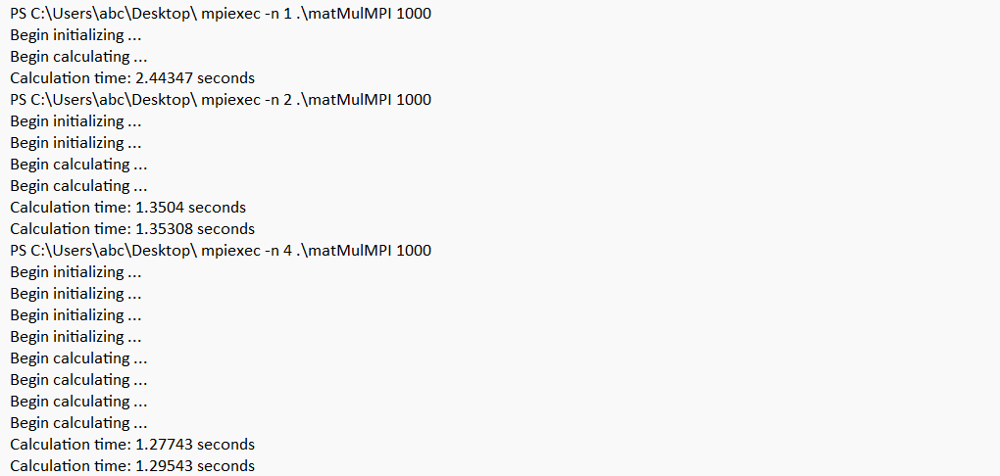 PS C:\Users\abc\Desktop\ mpiexec -n 1 .\matMulMPI 1000
Begin initializing ...
Begin calculating ...
Calculation time: 2.44347 seconds
PS C:\Users\abc\Desktop\ mpiexec -n 2 .\matMulMPI 1000
Begin initializing ...
Begin initializing ...
Begin calculating ...
Begin calculating ...
Calculation time: 1.3504 seconds
Calculation time: 1.35308 seconds
PS C:\Users\abc\Desktop\ mpiexec -n 4 .\matMulMPI 1000
Begin initializing ...
Begin initializing ...
Begin initializing ...
Begin initializing ...
Begin calculating ...
Begin calculating ...
Begin calculating ...
Begin calculating ...
Calculation time: 1.27743 seconds
Calculation time: 1.29543 seconds